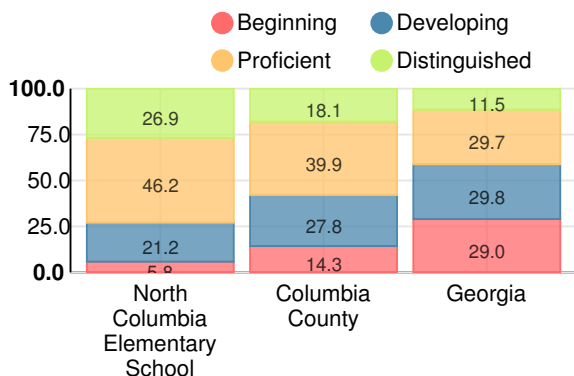 Beginning Developing
Proficient Distinguished
100.0
75.0
50.0
25.0
0.0
26.9 18.1 11.5
46.2 39.9 29.7
21.2 27.8 29.8
5.8 14.3 29.0
North Columbia Elementary School
Columbia County
Georgia